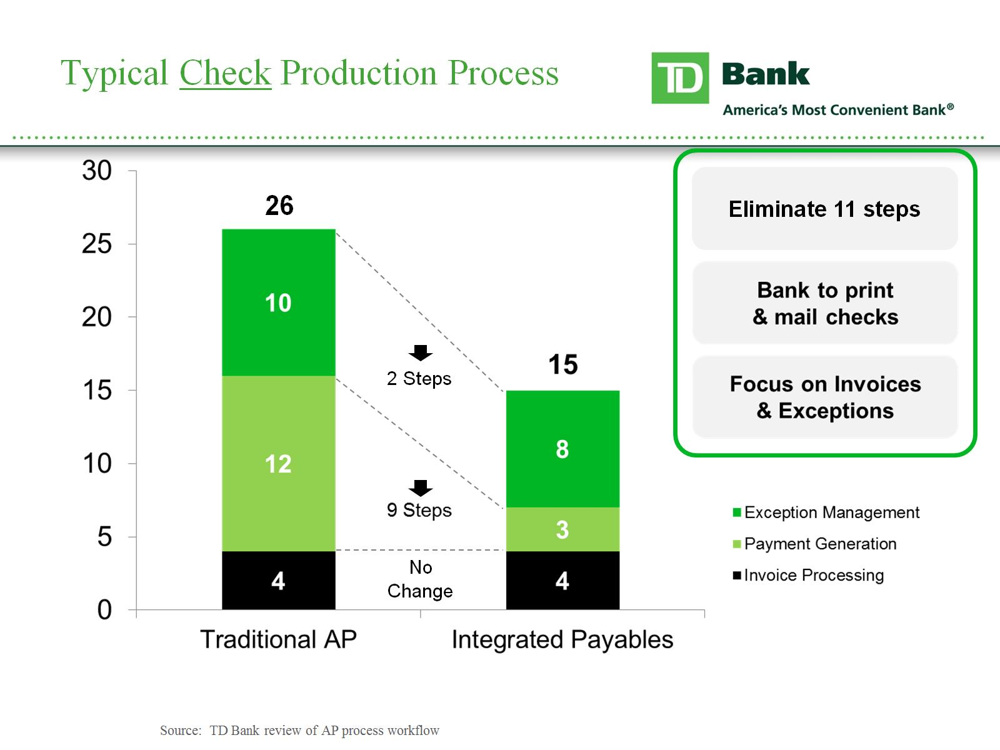 Typical Check Production Process
TD Bank
America's Most Convenient Bank®
30
25
20
15
10
5
0
26
10
12
4
2 Steps
9 Steps
No
Change
15
8
3
4
Traditional AP
Integrated Payables
Eliminate 11 steps
Bank to print
& mail checks
Focus on Invoices
& Exceptions
Exception Management
Payment Generation
Invoice Processing
Source: TD Bank review of AP process workflow